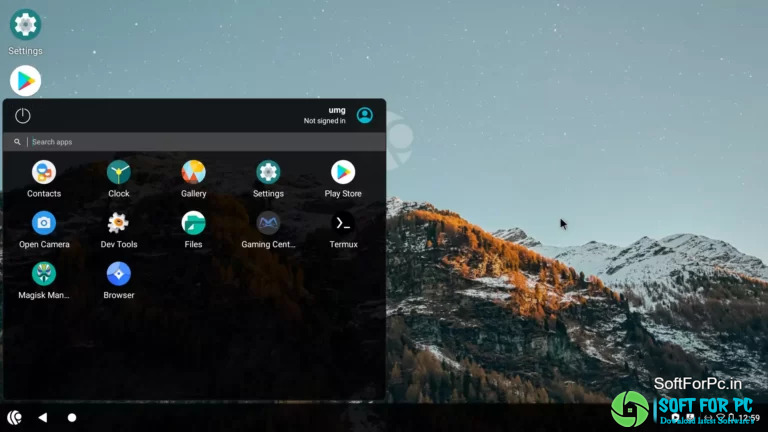 Settings
umg
Not signed in
Search apps
Contacts
Clock
Gallery
Settings
Play Store
Open Camera
Dev Tools
Files
Gaming Cent...
Termux
Magisk Man...
Browser
SoftForPc.in
SOFT FOR PC
Download latest Software's
12:59